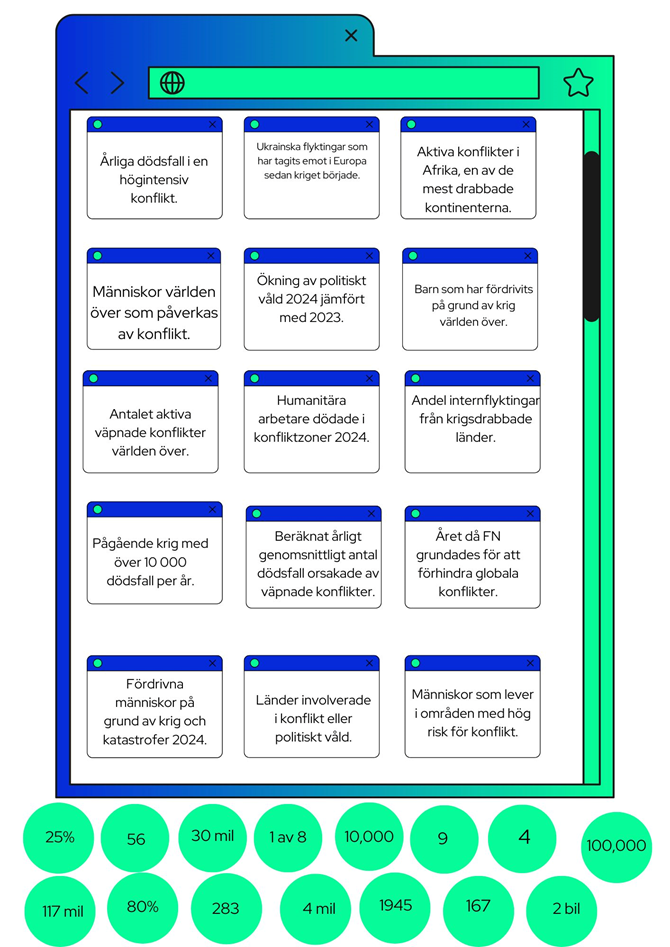 Årliga dödsfall i en
högintensiv
konflikt.
Ukrainska flyktingar som
har tagits emot i Europa
sedan kriget började.
Aktiva konflikter i
Afrika, en av de
mest drabbade
kontinenterna.
Människor världen
över som påverkas
av konflikt.
Ökning av politiskt
våld 2024 jämfört
med 2023.
Barn som har fördrivits
på grund av krig
världen över.
Antalet aktiva
väpnade konflikter
världen över.
Humanitära
arbetare dödade i
konfliktzoner 2024.
Andel internflyktingar
från krigsdrabbade
länder.
Pågående krig med
över 10 000
dödsfall per år.
Beräknat årligt
genomsnittligt antal
dödsfall orsakade av
väpnade konflikter.
Året då FN
grundades för att
förhindra globala
konflikter.
Fördrivna
människor på
grund av krig och
katastrofer 2024.
Länder involverade
i konflikt eller
politiskt våld.
Människor som lever
i områden med hög
risk för konflikt.
25%
56
30 mil
1 av 8
10,000
9
4
100,000
117 mil
80%
283
4 mil
1945
167
2 bil